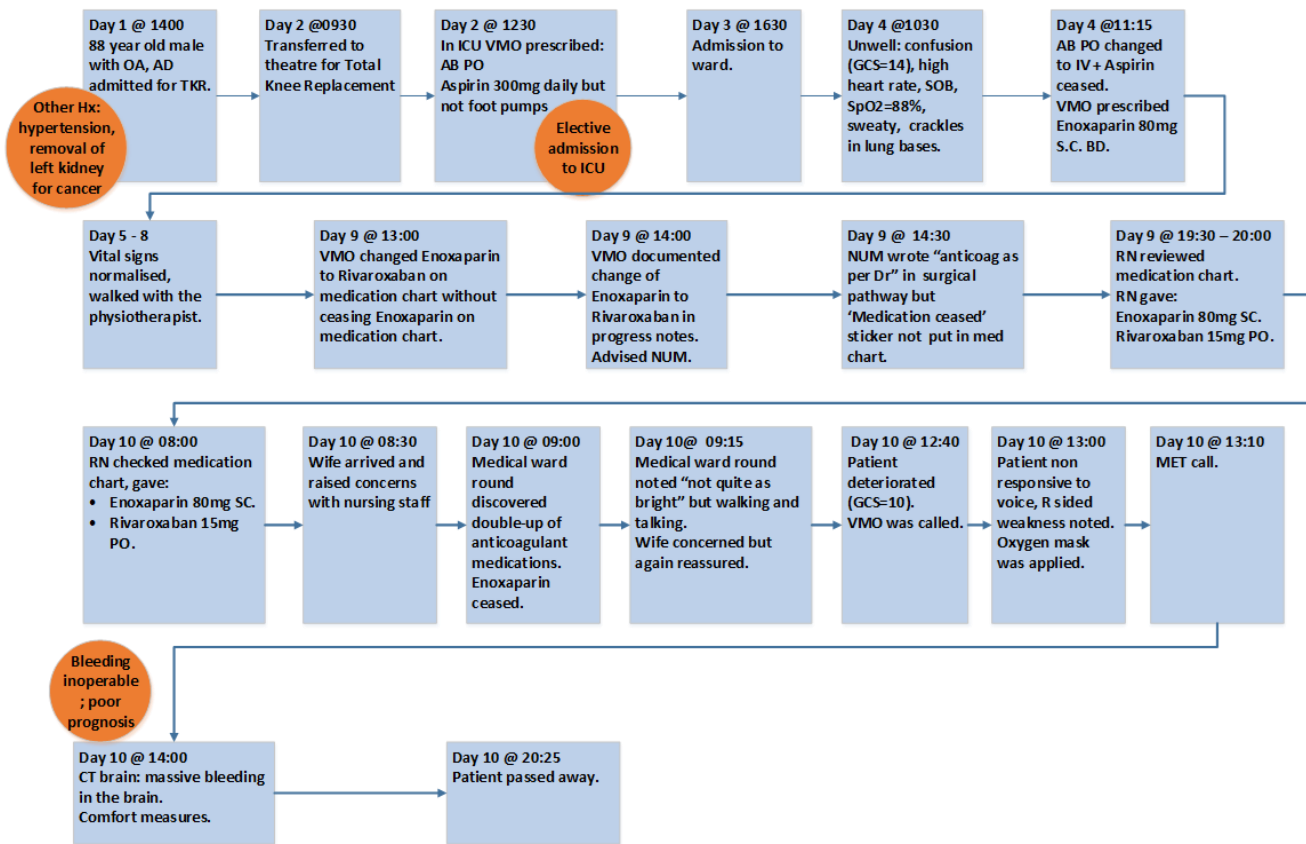 Day 1 @ 1400
88 year old male
with OA, AD
admitted for TKR.
Other Hx:
hypertension,
removal of
left kidney
for cancer
Day 2 @0930
Transferred to
theatre for Total
Knee Replacement
Day 2 @ 1230
In ICU VMO prescribed:
AB PO
Aspirin 300mg daily but
not foot pumps
Elective
admission
to ICU
Day 3 @ 1630
Admission to
ward.
Day 4 @1030
Unwell: confusion
(GCS=14), high
heart rate, SOB,
SpO2=88%,
sweaty, crackles
in lung bases.
Day 4 @11:15
AB PO changed
to IV + Aspirin
ceased.
VMO prescribed
Enoxaparin 80mg
S.C. BD.
Day 5 - 8
Vital signs
normalised,
walked with the
physiotherapist.
Day 9 @ 13:00
VMO changed Enoxaparin
to Rivaroxaban on
medication chart without
ceasing Enoxaparin on
medication chart.
Day 9 @ 14:00
VMO documented
change of
Enoxaparin to
Rivaroxaban in
progress notes.
Advised NUM.
Day 9 @ 14:30
NUM wrote “anticoag as
per Dr” in surgical
pathway but
‘Medication ceased’
sticker not put in med
chart.
Day 9 @ 19:30 – 20:00
RN reviewed
medication chart.
RN gave:
Enoxaparin 80mg SC.
Rivaroxaban 15mg PO.
Day 10 @ 08:00
RN checked medication
chart, gave:
• Enoxaparin 80mg SC.
• Rivaroxaban 15mg
PO.
Day 10 @ 08:30
Wife arrived and
raised concerns
with nursing staff
Day 10 @ 09:00
Medical ward
round
discovered
double-up of
anticoagulant
medications.
Enoxaparin
ceased.
Day 10@ 09:15
Medical ward round
noted “not quite as
bright” but walking and
talking.
Wife concerned but
again reassured.
Day 10 @ 12:40
Patient
deteriorated
(GCS=10).
VMO was called.
Day 10 @ 13:00
Patient non
responsive to
voice, R sided
weakness noted.
Oxygen mask
was applied.
Day 10 @ 13:10
MET call.
Bleeding
inoperable
; poor
prognosis
Day 10 @ 14:00
CT brain: massive bleeding
in the brain.
Comfort measures.
Day 10 @ 20:25
Patient passed away.